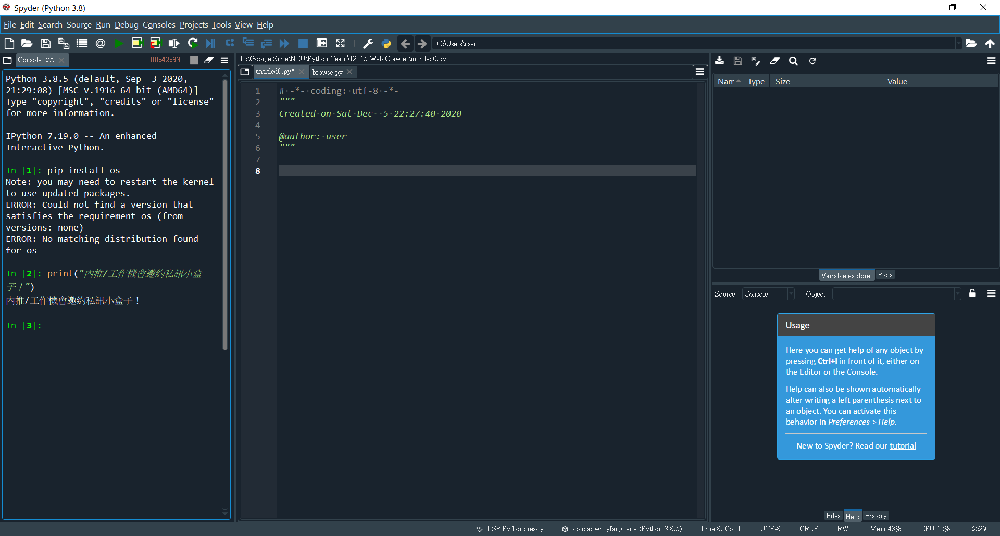 Spyder (Python 3.8)
File Edit Search Source Run Debug Consoles Projects Tools View Help
C:\Users\user
Console 2/A
00:42:33
Python 3.8.5 (default, Sep  3 2020,
21:29:08) [MSC v.1916 64 bit (AMD64)]
Type "copyright", "credits" or "license"
for more information.
IPython 7.19.0 -- An enhanced
Interactive Python.
In [1]: pip install os
Note: you may need to restart the kernel
to use updated packages.
ERROR: Could not find a version that
satisfies the requirement os (from
versions: none)
ERROR: No matching distribution found
for os
In [2]: print("內推/工作機會邀約私訊小盒
子！")
內推/工作機會邀約私訊小盒子！
In [3]:
D:\Google Suite\NCU\Python Team\12_15 Web Crawler\untitled0.py
untitled0.py* browse.py
1 # -*- coding: utf-8 -*-
2 """
3 Created on Sat Dec  5 22:27:40 2020
4
5 @author: user
6 """
7
8
Nam Type Size Value
Variable explorer Plots
Source Console Object
Usage
Here you can get help of any object by
pressing Ctrl+I in front of it, either on
the Editor or the Console.
Help can also be shown automatically
after writing a left parenthesis next to
an object. You can activate this
behavior in Preferences > Help.
New to Spyder? Read our tutorial
Files Help History
LSP Python: ready conda: willyfang_env (Python 3.8.5) Line 8, Col 1 UTF-8 CRLF RW Mem 48% CPU 12% 22:29